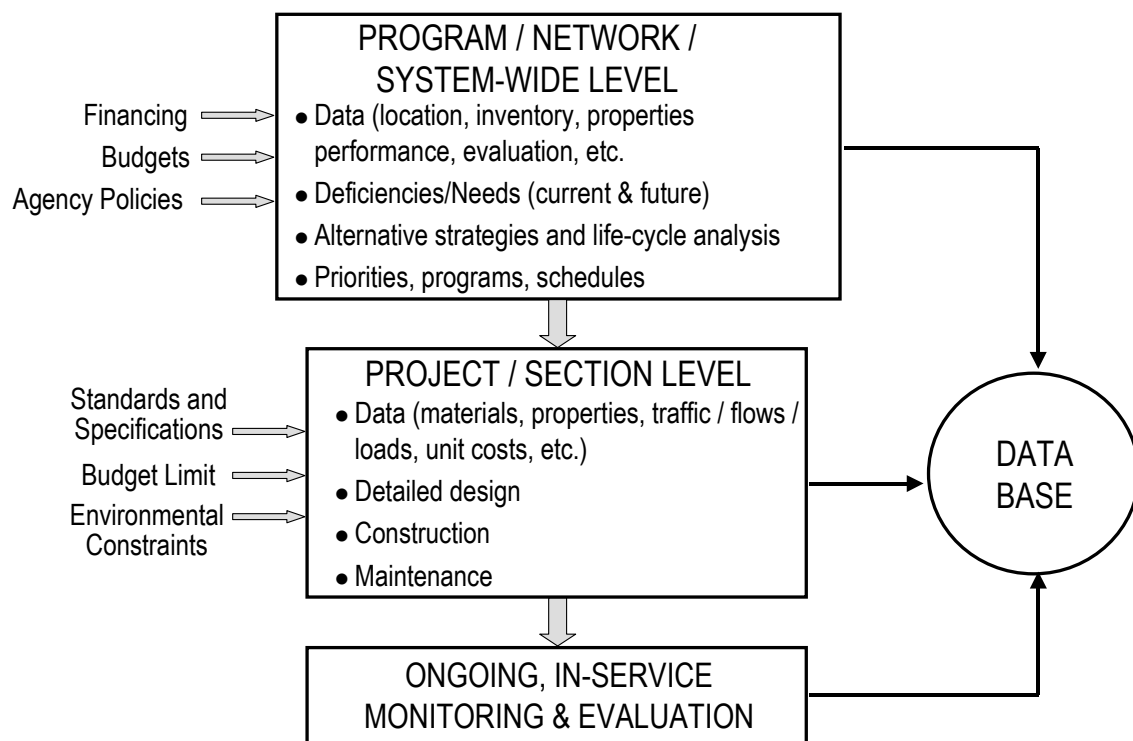 PROGRAM / NETWORK /
SYSTEM-WIDE LEVEL
● Data (location, inventory, properties
performance, evaluation, etc.
● Deficiencies/Needs (current & future)
● Alternative strategies and life-cycle analysis
● Priorities, programs, schedules
Financing
Budgets
Agency Policies
PROJECT / SECTION LEVEL
● Data (materials, properties, traffic / flows /
loads, unit costs, etc.)
● Detailed design
● Construction
● Maintenance
Standards and
Specifications
Budget Limit
Environmental
Constraints
ONGOING, IN-SERVICE
MONITORING & EVALUATION
DATA
BASE